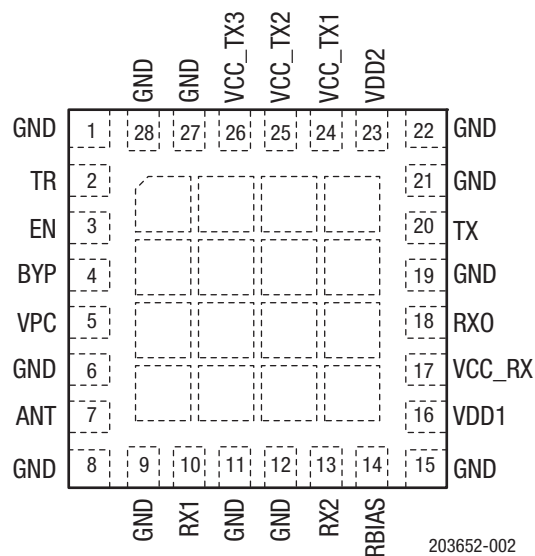 GND GND VCC_TX3 VCC_TX2 VCC_TX1 VDD2
GND 1 28 27 26 25 24 23 22 GND
TR 2 21 GND
EN 3 20 TX
BYP 4 19 GND
VPC 5 18 RXO
GND 6 17 VCC_RX
ANT 7 16 VDD1
GND 8 9 10 11 12 13 14 15 GND
GND RX1 GND GND RX2 RBIAS
203652-002